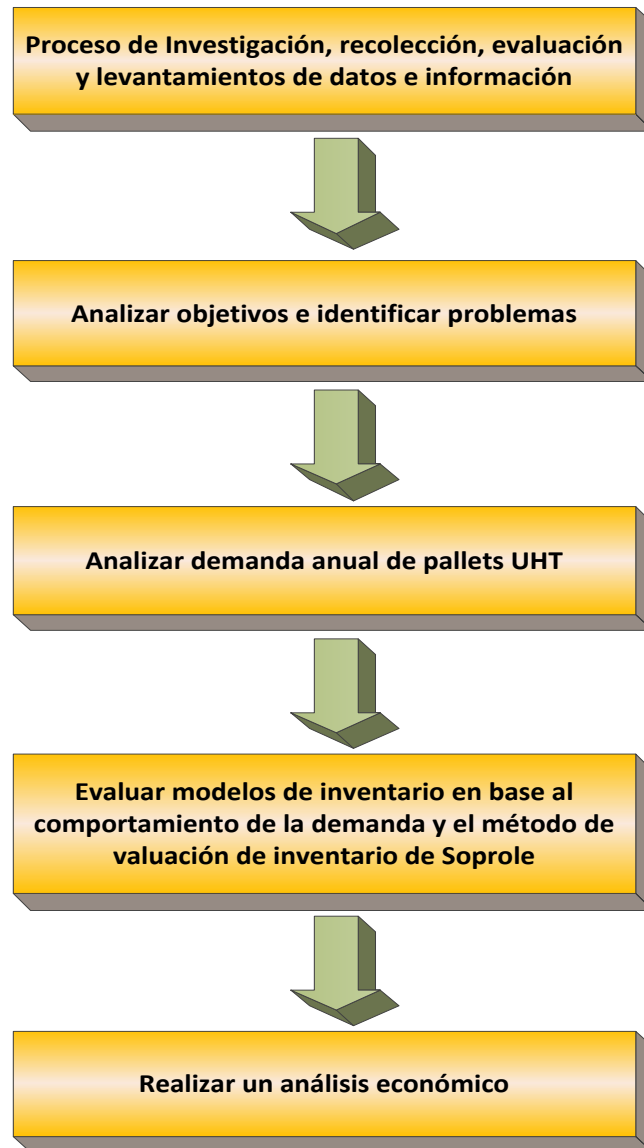 Proceso de Investigación, recolección, evaluación
y levantamientos de datos e información
Analizar objetivos e identificar problemas
Analizar demanda anual de pallets UHT
Evaluar modelos de inventario en base al
comportamiento de la demanda y el método de
valuación de inventario de Soprole
Realizar un análisis económico